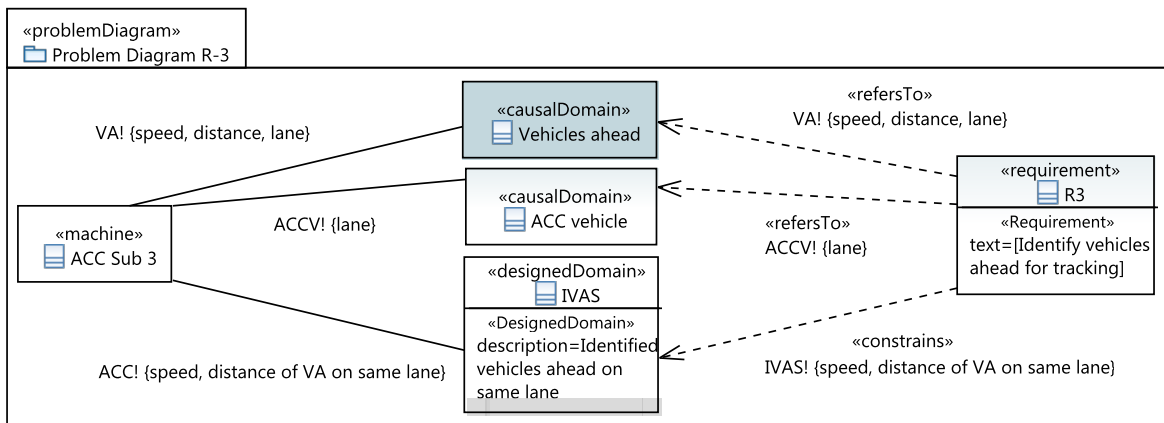 «problemDiagram»
Problem Diagram R-3
VA! {speed, distance, lane}
«causalDomain»
Vehicles ahead
«refersTo»
VA! {speed, distance, lane}
ACCV! {lane}
«causalDomain»
ACC vehicle
«refersTo»
ACCV! {lane}
«machine»
ACC Sub 3
«requirement»
R3
«Requirement»
text=[Identify vehicles
ahead for tracking]
«designedDomain»
IVAS
«DesignedDomain»
description=Identified
vehicles ahead on
same lane
ACC! {speed, distance of VA on same lane}
«constrains»
IVAS! {speed, distance of VA on same lane}